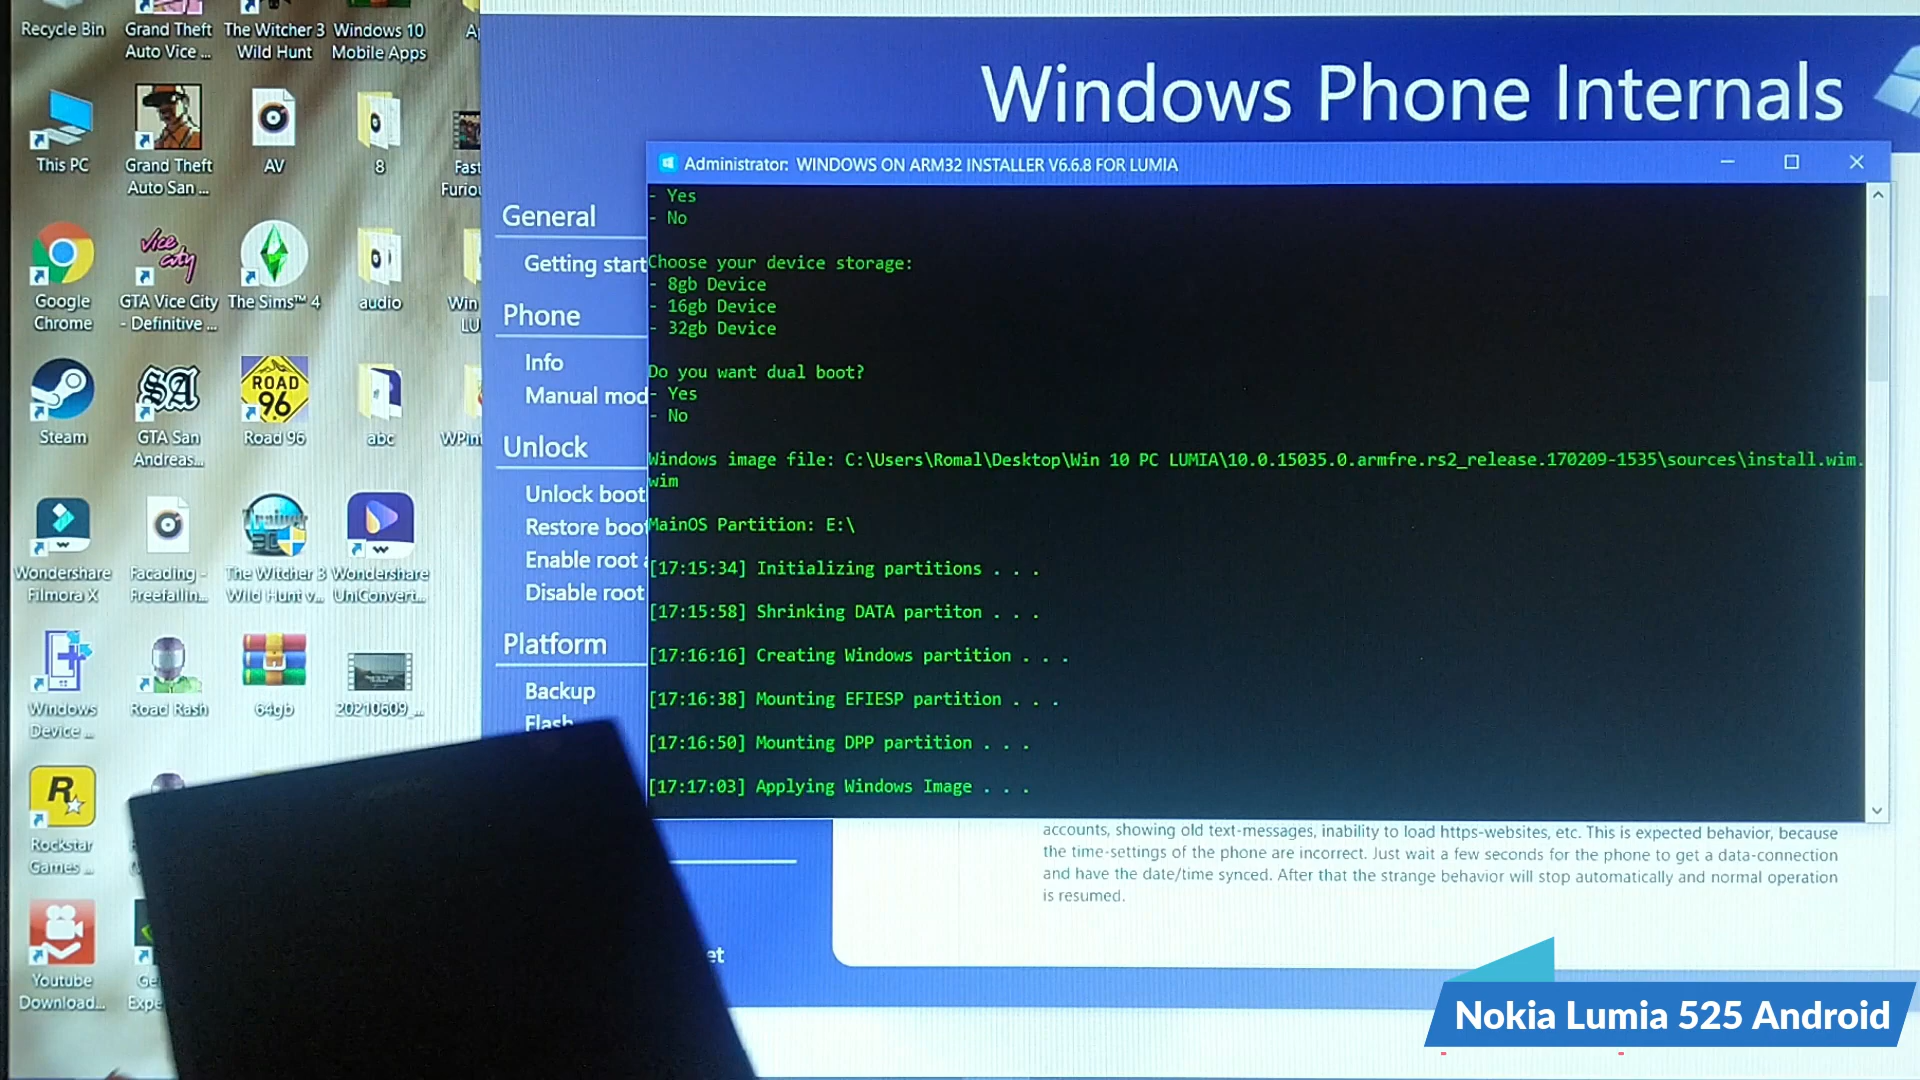 Recycle Bin
Grand Theft
Auto Vice ...
The Witcher 3
Wild Hunt
Windows 10
Mobile Apps
This PC
Grand Theft
Auto San ...
AV
8
Fast
Furiou
Google
Chrome
GTA Vice City
- Definitive ...
The Sims™ 4
audio
Win
LU
Steam
GTA San
Andreas...
ROAD
96
Road 96
abc
WPin
Wondershare
Filmora X
Facading -
Freefallin...
The Witcher 3
Wild Hunt v...
Wondershare
UniConvert...
Windows
Device ...
Road Rash
64gb
20210609_...
Rockstar
Games ...
Youtube
Download...
Ge
Expe
Windows Phone Internals
General
Getting start
Phone
Info
Manual mod
Unlock
Unlock boot
Restore boo
Enable root
Disable root
Platform
Backup
Flash
et
Administrator: WINDOWS ON ARM32 INSTALLER V6.6.8 FOR LUMIA
- Yes
- No
Choose your device storage:
- 8gb Device
- 16gb Device
- 32gb Device
Do you want dual boot?
- Yes
- No
Windows image file: C:\Users\Romal\Desktop\Win 10 PC LUMIA\10.0.15035.0.armfre.rs2_release.170209-1535\sources\install.wim.
wim
MainOS Partition: E:\
[17:15:34] Initializing partitions . . .
[17:15:58] Shrinking DATA partiton . . .
[17:16:16] Creating Windows partition . . .
[17:16:38] Mounting EFIESP partition . . .
[17:16:50] Mounting DPP partition . . .
[17:17:03] Applying Windows Image . . .
accounts, showing old text-messages, inability to load https-websites, etc. This is expected behavior, because
the time-settings of the phone are incorrect. Just wait a few seconds for the phone to get a data-connection
and have the date/time synced. After that the strange behavior will stop automatically and normal operation
is resumed.
Nokia Lumia 525 Android